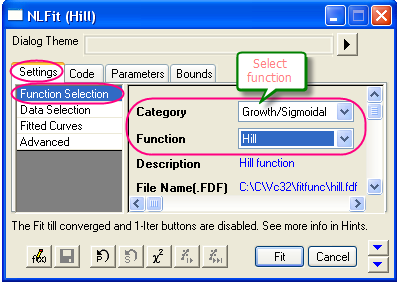 NLFit (Hill)
Dialog Theme
Select
function
Settings Code Parameters Bounds
Function Selection
Data Selection
Fitted Curves
Advanced
Category Growth/Sigmoidal
Function Hill
Description Hill function
File Name(.FDF) C:\C\Vc32\fitfunc\hill.fdf
The Fit till converged and 1-Iter buttons are disabled. See more info in Hints.
f(x) P S χ²
Fit Cancel